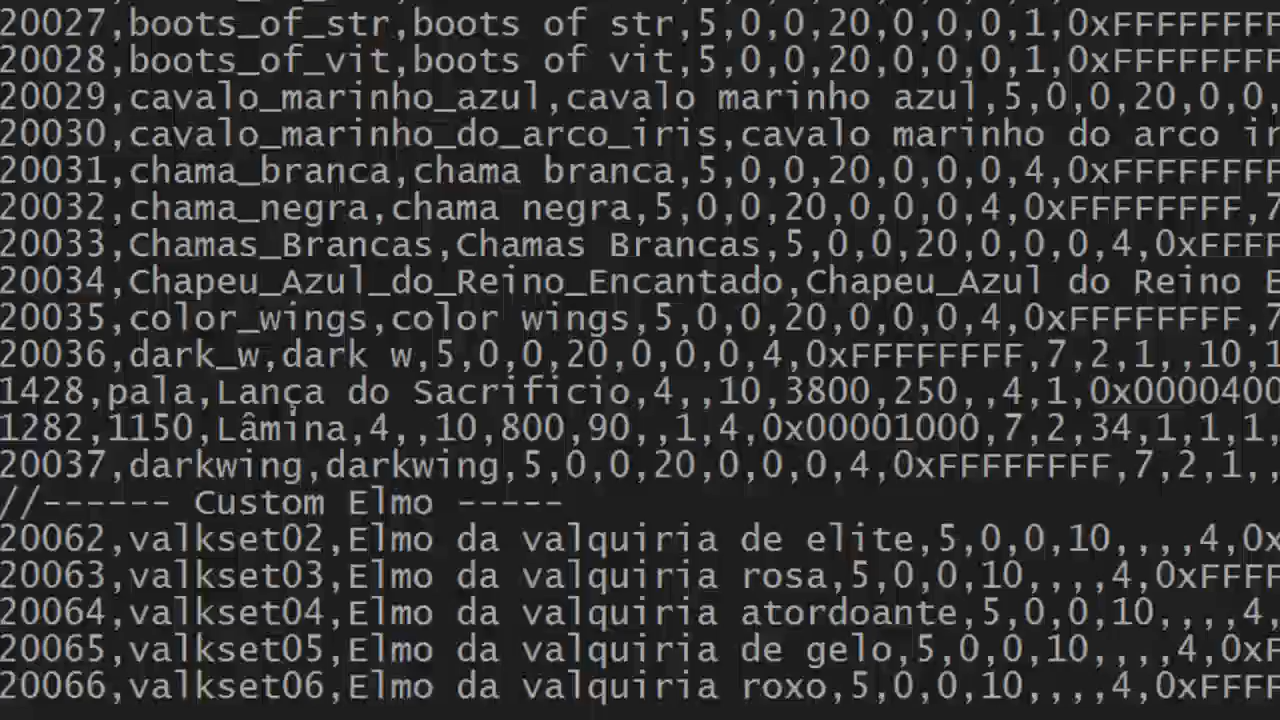 20027,boots_of_str,boots of str,5,0,0,20,0,0,0,1,0xFFFFFFFF
20028,boots_of_vit,boots of vit,5,0,0,20,0,0,0,1,0xFFFFFFFF
20029,cavalo_marinho_azul,cavalo marinho azul,5,0,0,20,0,0,
20030,cavalo_marinho_do_arco_iris,cavalo marinho do arco ir
20031,chama_branca,chama branca,5,0,0,20,0,0,0,4,0xFFFFFFFF
20032,chama_negra,chama negra,5,0,0,20,0,0,0,4,0xFFFFFFFF,7
20033,Chamas_Brancas,Chamas Brancas,5,0,0,20,0,0,0,4,0xFFFF
20034,Chapeu_Azul_do_Reino_Encantado,Chapeu_Azul do Reino E
20035,color_wings,color wings,5,0,0,20,0,0,0,4,0xFFFFFFFF,7
20036,dark_w,dark w,5,0,0,20,0,0,0,4,0xFFFFFFFF,7,2,1,,10,1
1428,pala,Lança do Sacrificio,4,,10,3800,250,,4,1,0x0000400
1282,1150,Lâmina,4,,10,800,90,,1,4,0x00001000,7,2,34,1,1,1,
20037,darkwing,darkwing,5,0,0,20,0,0,0,4,0xFFFFFFFF,7,2,1,,
//------ Custom Elmo -----
20062,valkset02,Elmo da valquiria de elite,5,0,0,10,,,,4,0x
20063,valkset03,Elmo da valquiria rosa,5,0,0,10,,,,4,0xFFFF
20064,valkset04,Elmo da valquiria atordoante,5,0,0,10,,,,4,
20065,valkset05,Elmo da valquiria de gelo,5,0,0,10,,,,4,0xF
20066,valkset06,Elmo da valquiria roxo,5,0,0,10,,,,4,0xFFFF